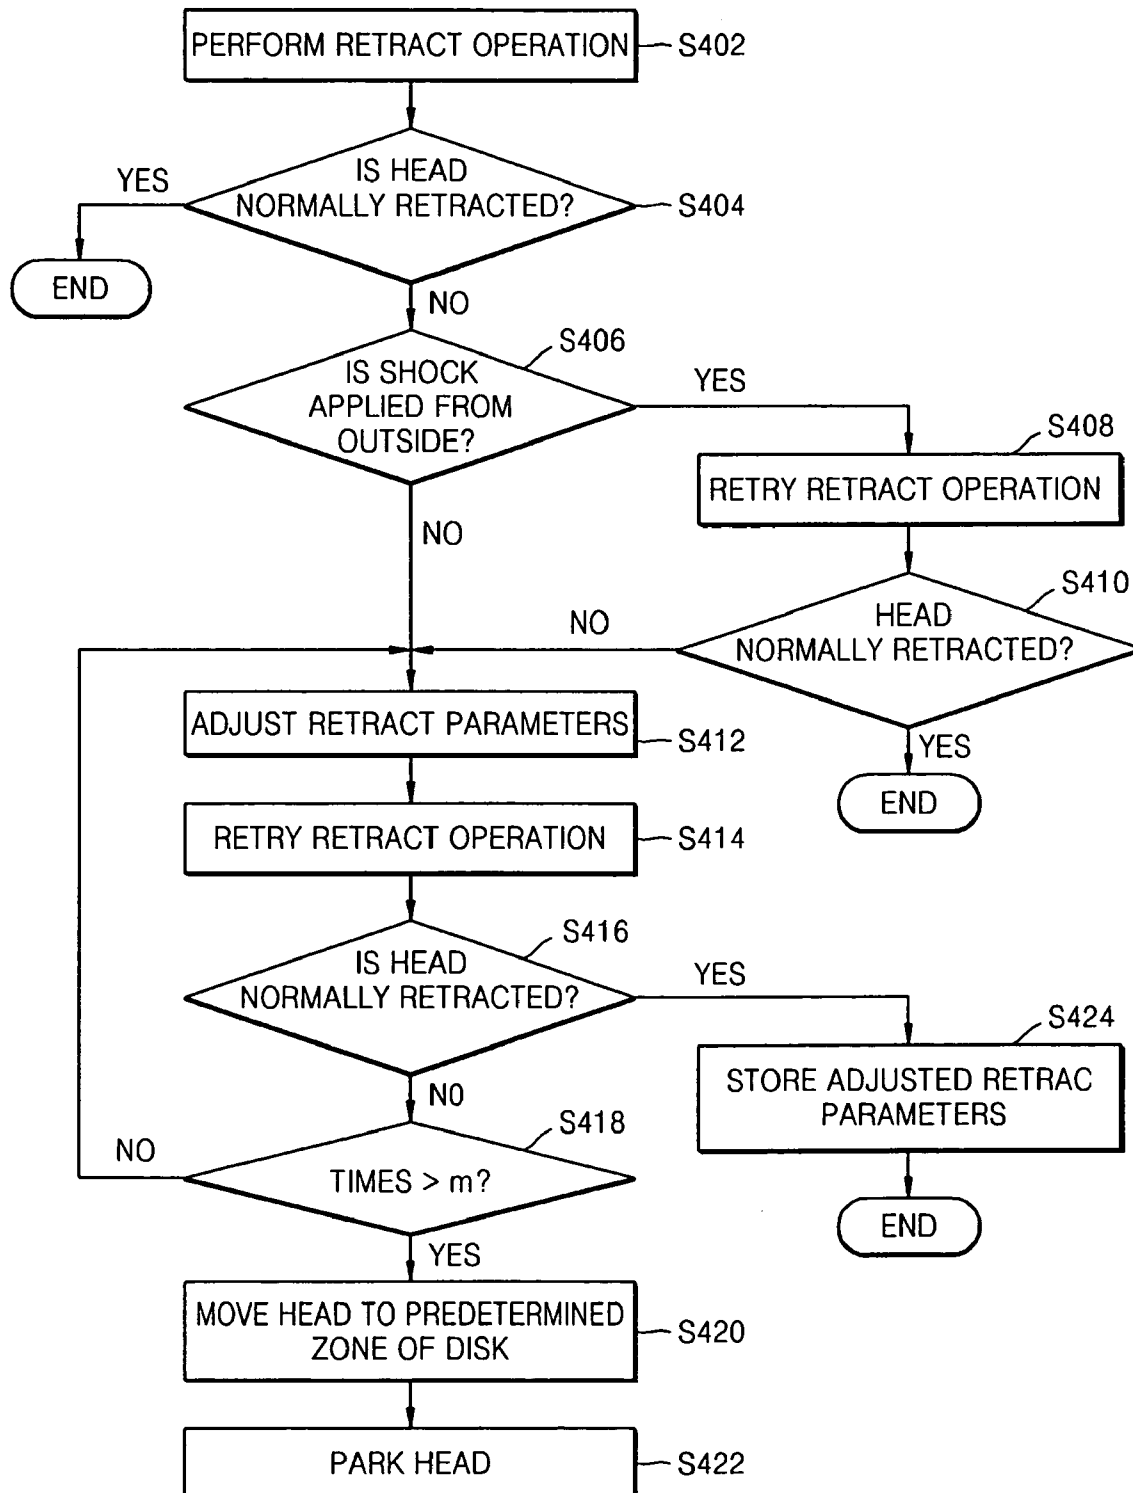 PERFORM RETRACT OPERATION
S402
IS HEAD
NORMALLY RETRACTED?
S404
YES
END
NO
S406
IS SHOCK
APPLIED FROM
OUTSIDE?
YES
S408
RETRY RETRACT OPERATION
NO
S410
HEAD
NORMALLY RETRACTED?
NO
YES
END
ADJUST RETRACT PARAMETERS
S412
RETRY RETRACT OPERATION
S414
S416
IS HEAD
NORMALLY RETRACTED?
YES
S424
STORE ADJUSTED RETRAC
PARAMETERS
END
NO
S418
TIMES > m?
NO
YES
MOVE HEAD TO PREDETERMINED
ZONE OF DISK
S420
PARK HEAD
S422